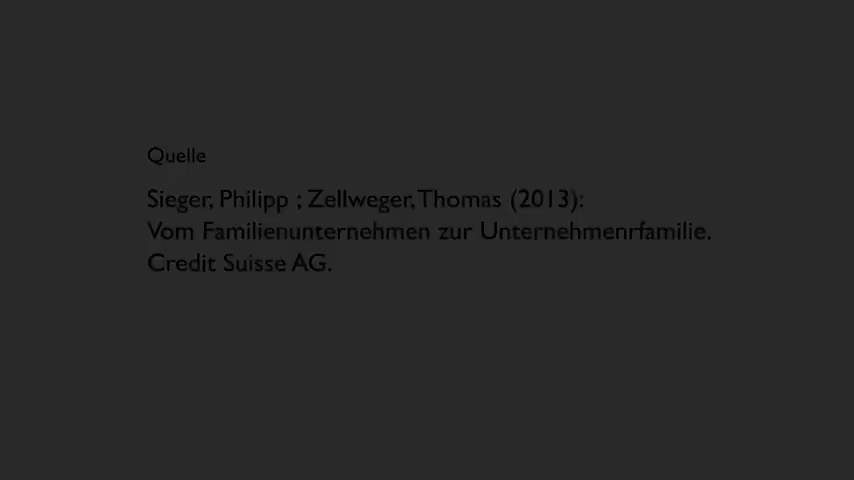 Quelle
Sieger, Philipp ; Zellweger, Thomas (2013):
Vom Familienunternehmen zur Unternehmenrfamilie.
Credit Suisse AG.